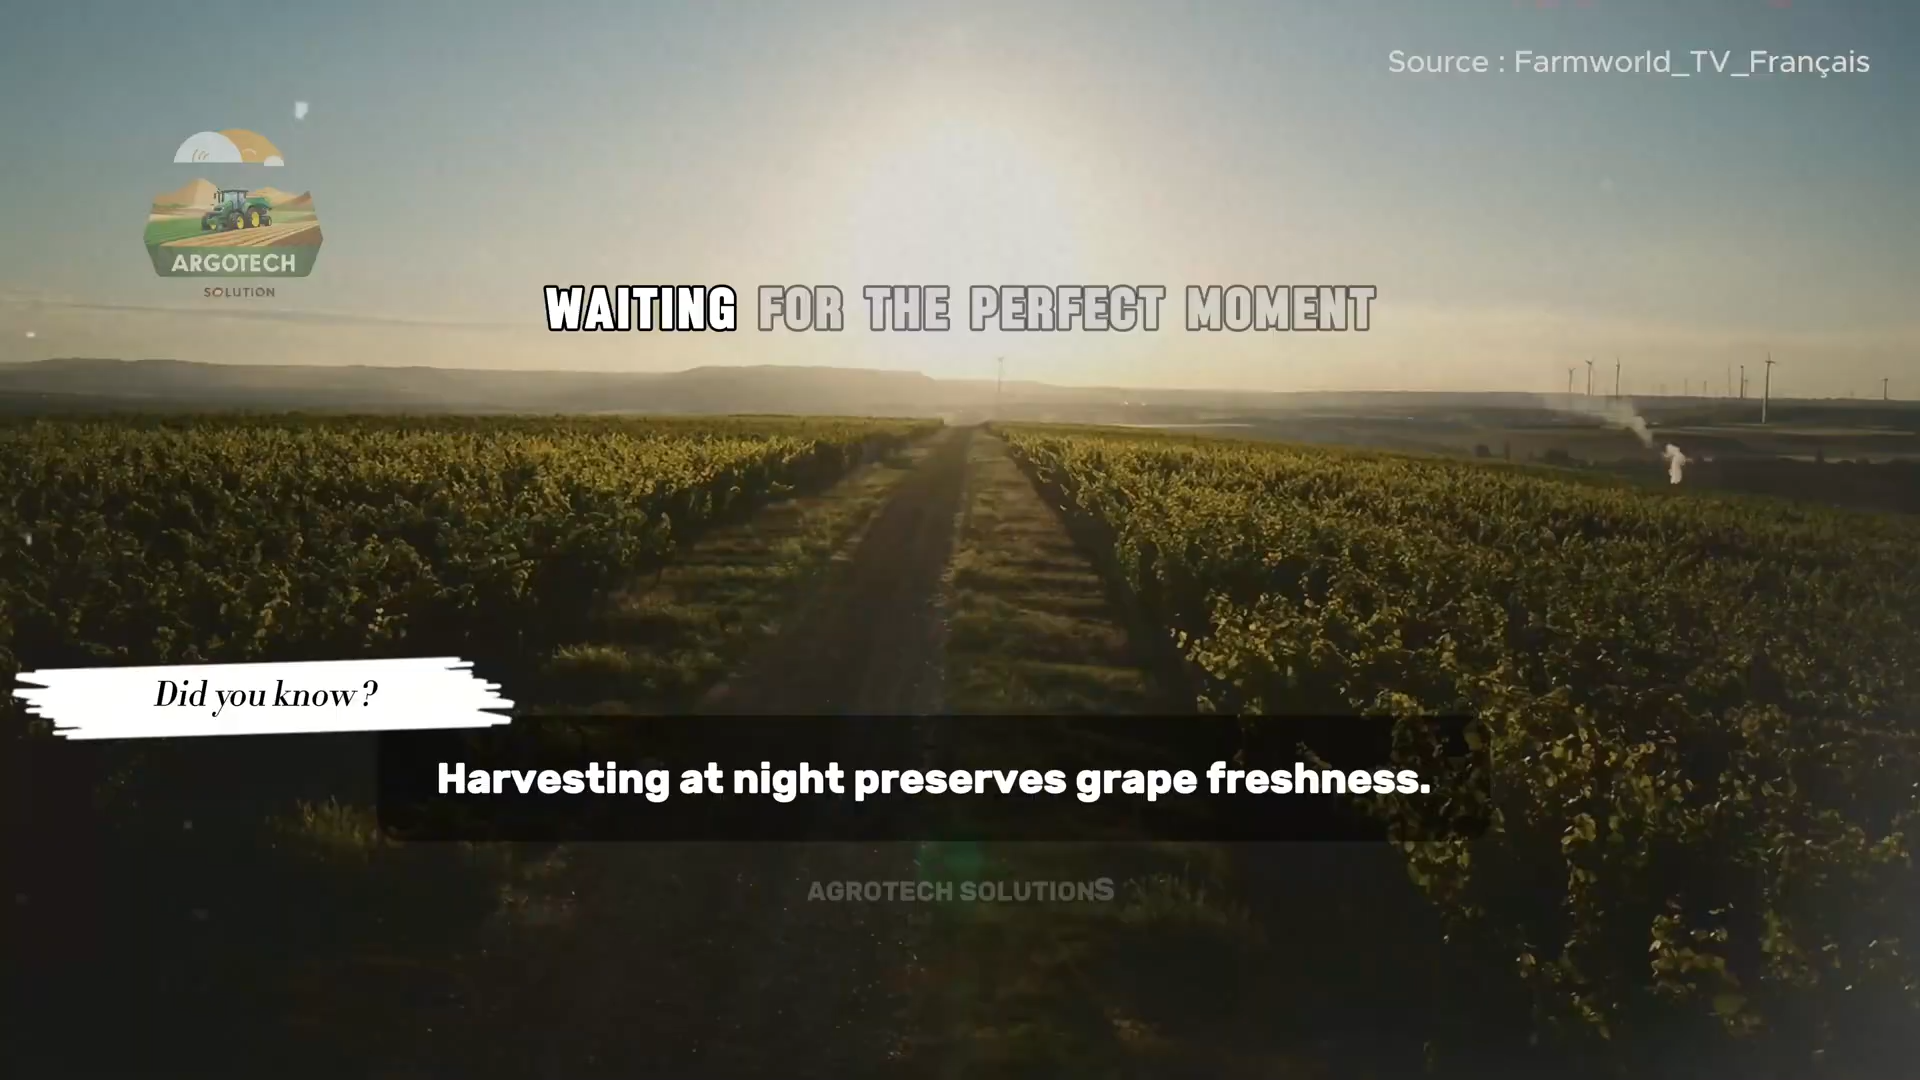 Source : Farmworld_TV_Français
ARGOTECH
SOLUTION
WAITING FOR THE PERFECT MOMENT
Did you know?
Harvesting at night preserves grape freshness.
AGROTECH SOLUTIONS